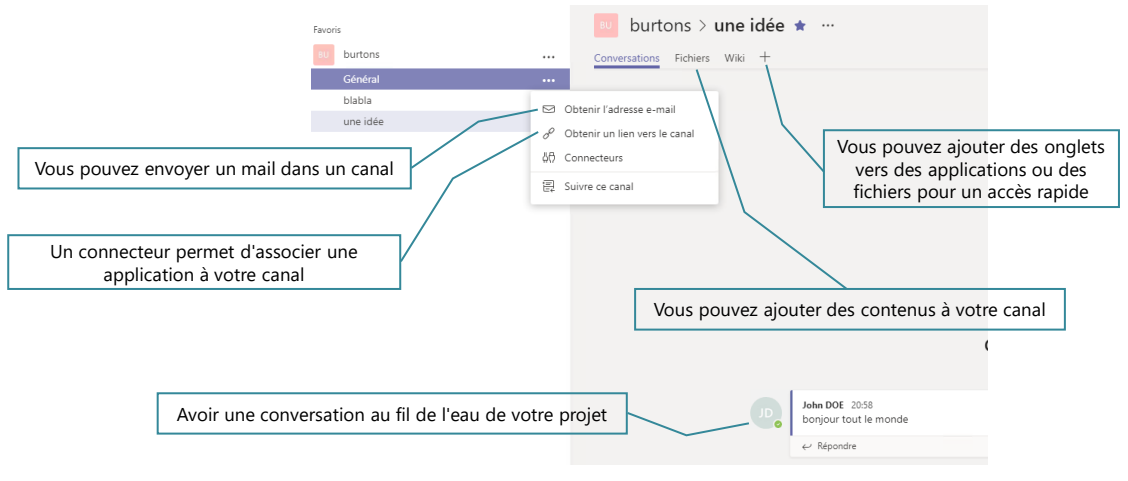 Favoris
BU burtons ...
Général ...
blabla
une idée
BU burtons > une idée ★ ...
Conversations Fichiers Wiki +
Obtenir l'adresse e-mail
Obtenir un lien vers le canal
Connecteurs
Suivre ce canal
Vous pouvez envoyer un mail dans un canal
Un connecteur permet d'associer une
application à votre canal
Vous pouvez ajouter des onglets
vers des applications ou des
fichiers pour un accès rapide
Vous pouvez ajouter des contenus à votre canal
Avoir une conversation au fil de l'eau de votre projet
JD
John DOE 20:58
bonjour tout le monde
Répondre